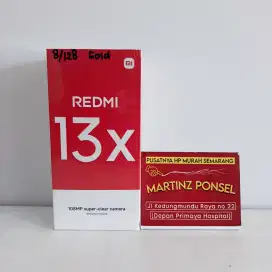 8/128 Gold
mi
REDMI
13x
108MP super-clear camera
PUSATNYA HP MURAH SEMARANG
MARTINZ PONSEL
Jl Kedungmundu Raya no 22
(Depan Primaya Hospital)